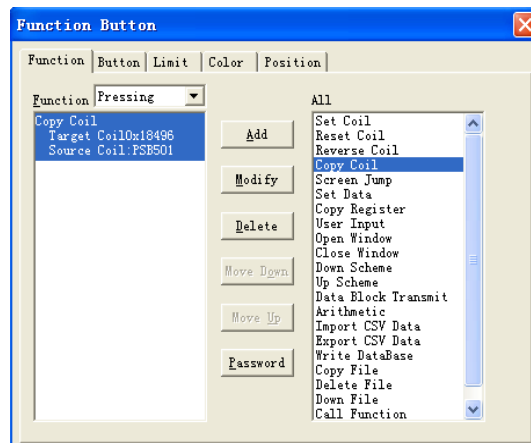 Function Button
Function Button Limit Color Position
Function Pressing
Copy Coil
Target Coil0x18496
Source Coil:PSB501
Add
Modify
Delete
Move Down
Move Up
Password
All
Set Coil
Reset Coil
Reverse Coil
Copy Coil
Screen Jump
Set Data
Copy Register
User Input
Open Window
Close Window
Down Scheme
Up Scheme
Data Block Transmit
Arithmetic
Import CSV Data
Export CSV Data
Write DataBase
Copy File
Delete File
Down File
Call Function